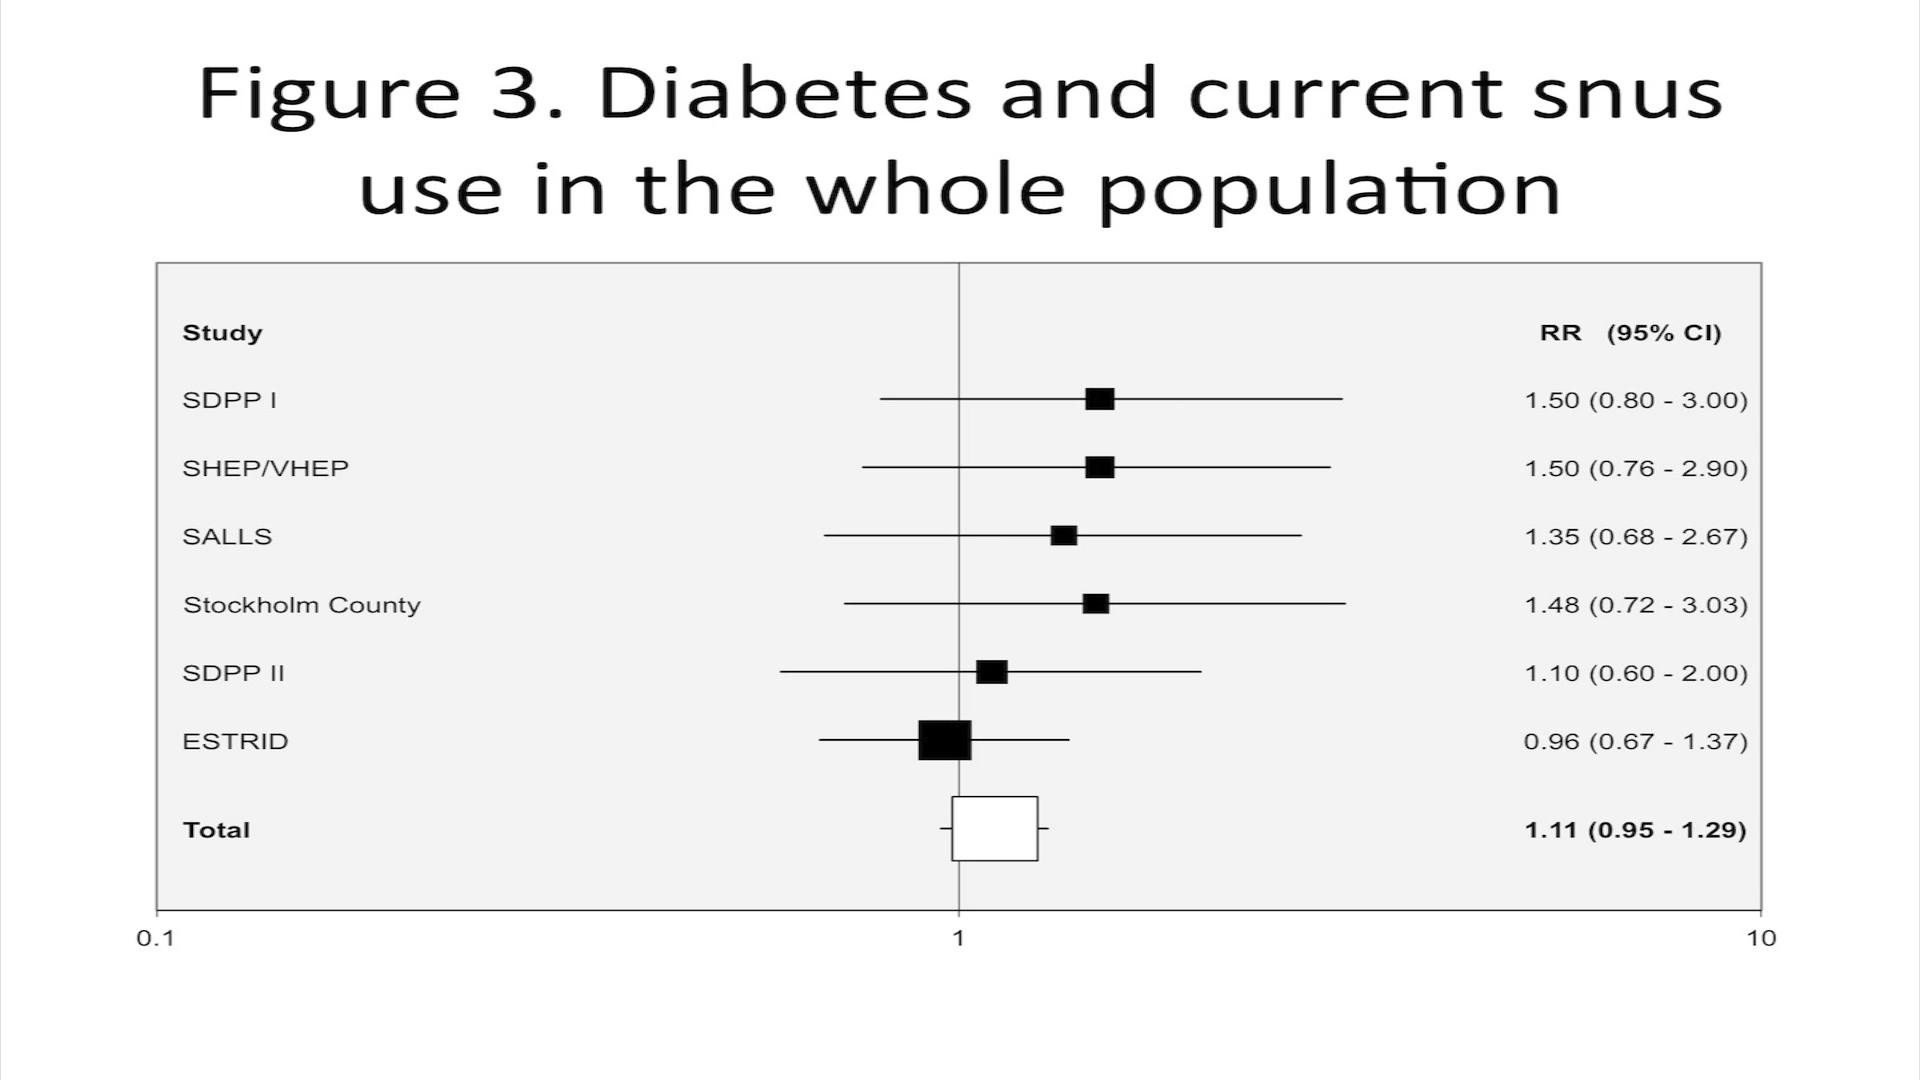 Figure 3. Diabetes and current snus
use in the whole population
Study RR (95% CI)
SDPP I 1.50 (0.80 - 3.00)
SHEP/VHEP 1.50 (0.76 - 2.90)
SALLS 1.35 (0.68 - 2.67)
Stockholm County 1.48 (0.72 - 3.03)
SDPP II 1.10 (0.60 - 2.00)
ESTRID 0.96 (0.67 - 1.37)
Total 1.11 (0.95 - 1.29)
0.1 1 10